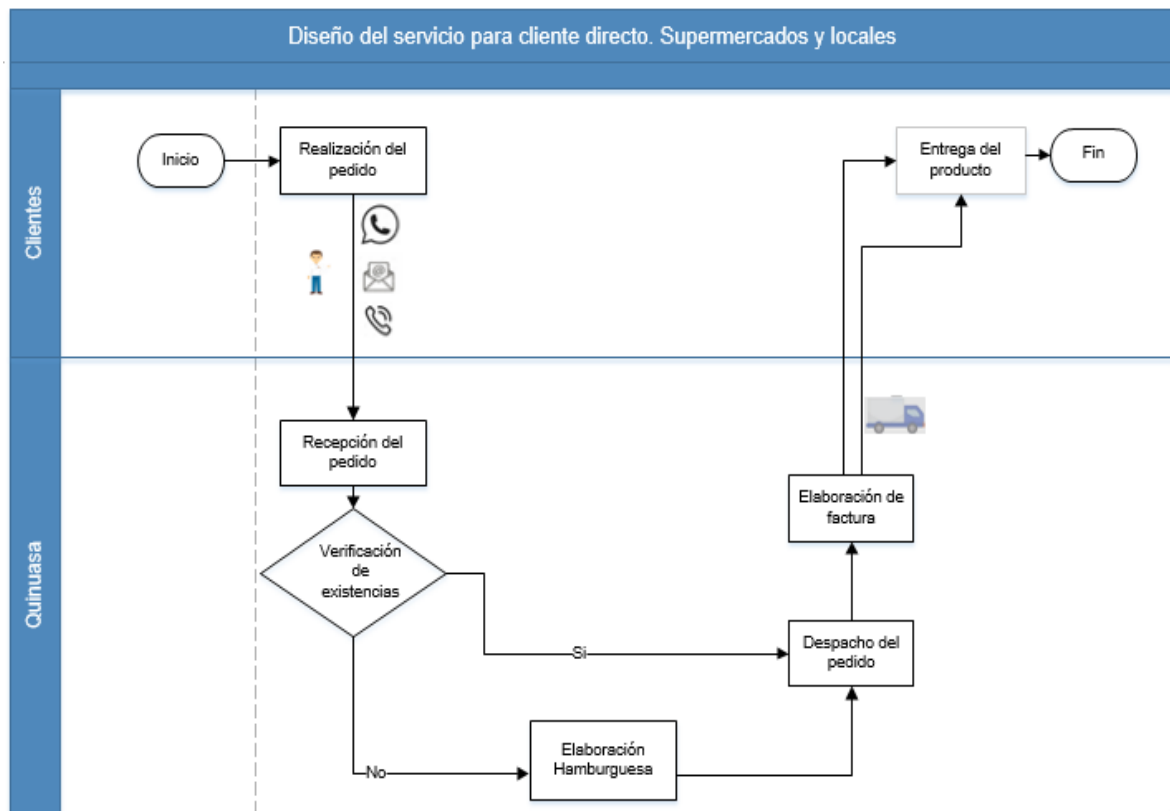 Diseño del servicio para cliente directo. Supermercados y locales
Clientes
Inicio
Realización del
pedido
Entrega del
producto
Fin
Quinuasa
Recepción del
pedido
Verificación
de
existencias
Elaboración de
factura
Si
Despacho del
pedido
No
Elaboración
Hamburguesa